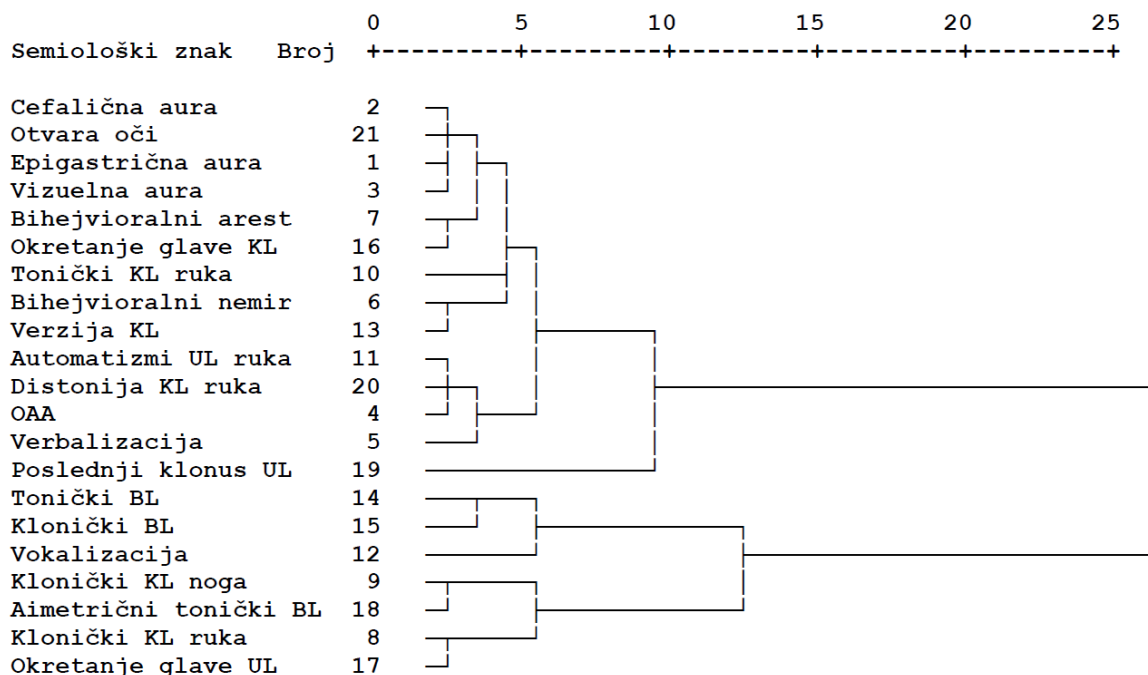 0 5 10 15 20 25
Semiološki znak Broj +---------+---------+---------+---------+---------+
Cefalična aura 2
Otvara oči 21
Epigastrična aura 1
Vizuelna aura 3
Bihejvioralni arest 7
Okretanje glave KL 16
Tonički KL ruka 10
Bihejvioralni nemir 6
Verzija KL 13
Automatizmi UL ruka 11
Distonija KL ruka 20
OAA 4
Verbalizacija 5
Poslednji klonus UL 19
Tonički BL 14
Klonički BL 15
Vokalizacija 12
Klonički KL noga 9
Aimetrični tonički BL 18
Klonički KL ruka 8
Okretanje glave UL 17